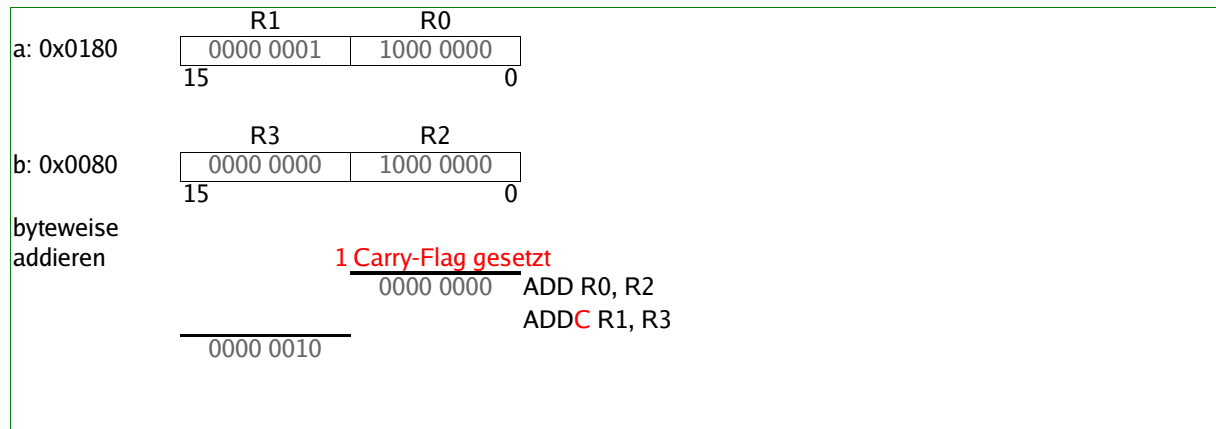 R1 R0
a: 0x0180 0000 0001 1000 0000
15 0
R3 R2
b: 0x0080 0000 0000 1000 0000
15 0
byteweise
addieren 1 Carry-Flag gesetzt
0000 0000 ADD R0, R2
ADDC R1, R3
0000 0010